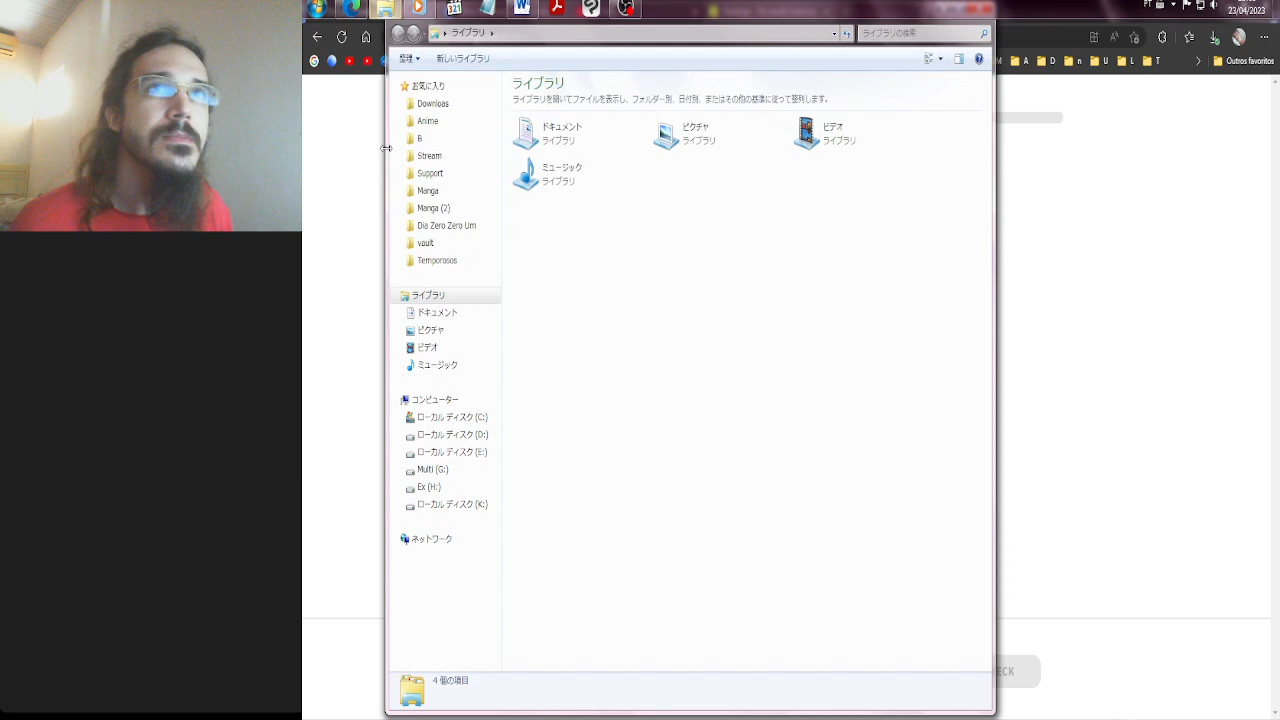 321
W
PT
23/04/2023
ライブラリ
ライブラリの検索
整理
新しいライブラリ
M
A
D
n
U
L
T
Outros favoritos
お気に入り
Downloas
Anime
B
Stream
Support
Manga
Manga (2)
Dia Zero Zero Um
vault
Temporosos
ライブラリ
ドキュメント
ピクチャ
ビデオ
ミュージック
コンピューター
ローカル ディスク (C:)
ローカル ディスク (D:)
ローカル ディスク (E:)
Multi (G:)
Ex (H:)
ローカル ディスク (K:)
ネットワーク
ライブラリ
ライブラリを開いてファイルを表示し、フォルダー別、日付別、またはその他の基準に従って整列します。
ドキュメント
ライブラリ
ピクチャ
ライブラリ
ビデオ
ライブラリ
ミュージック
ライブラリ
ECK
4 個の項目